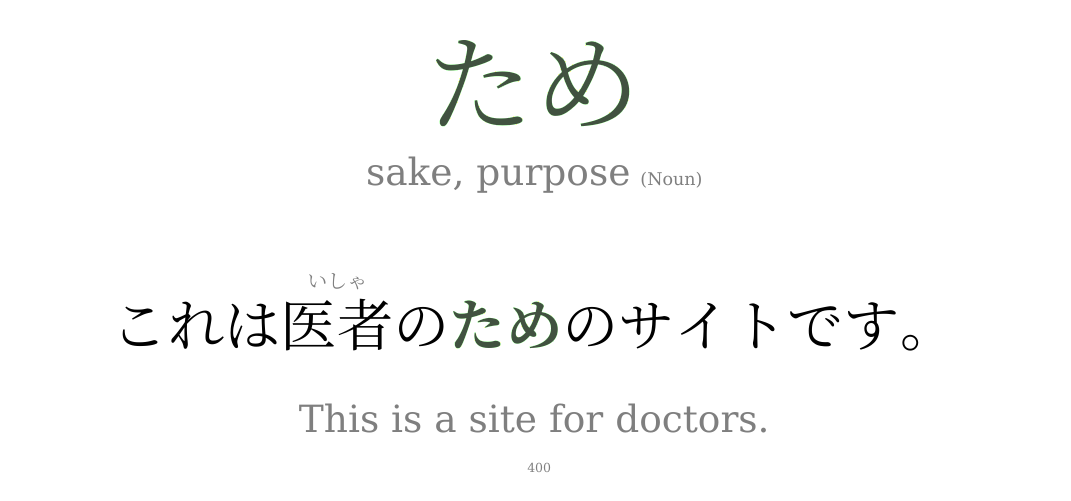 ため
sake, purpose (Noun)
いしゃ
これは医者のためのサイトです。
This is a site for doctors.
400